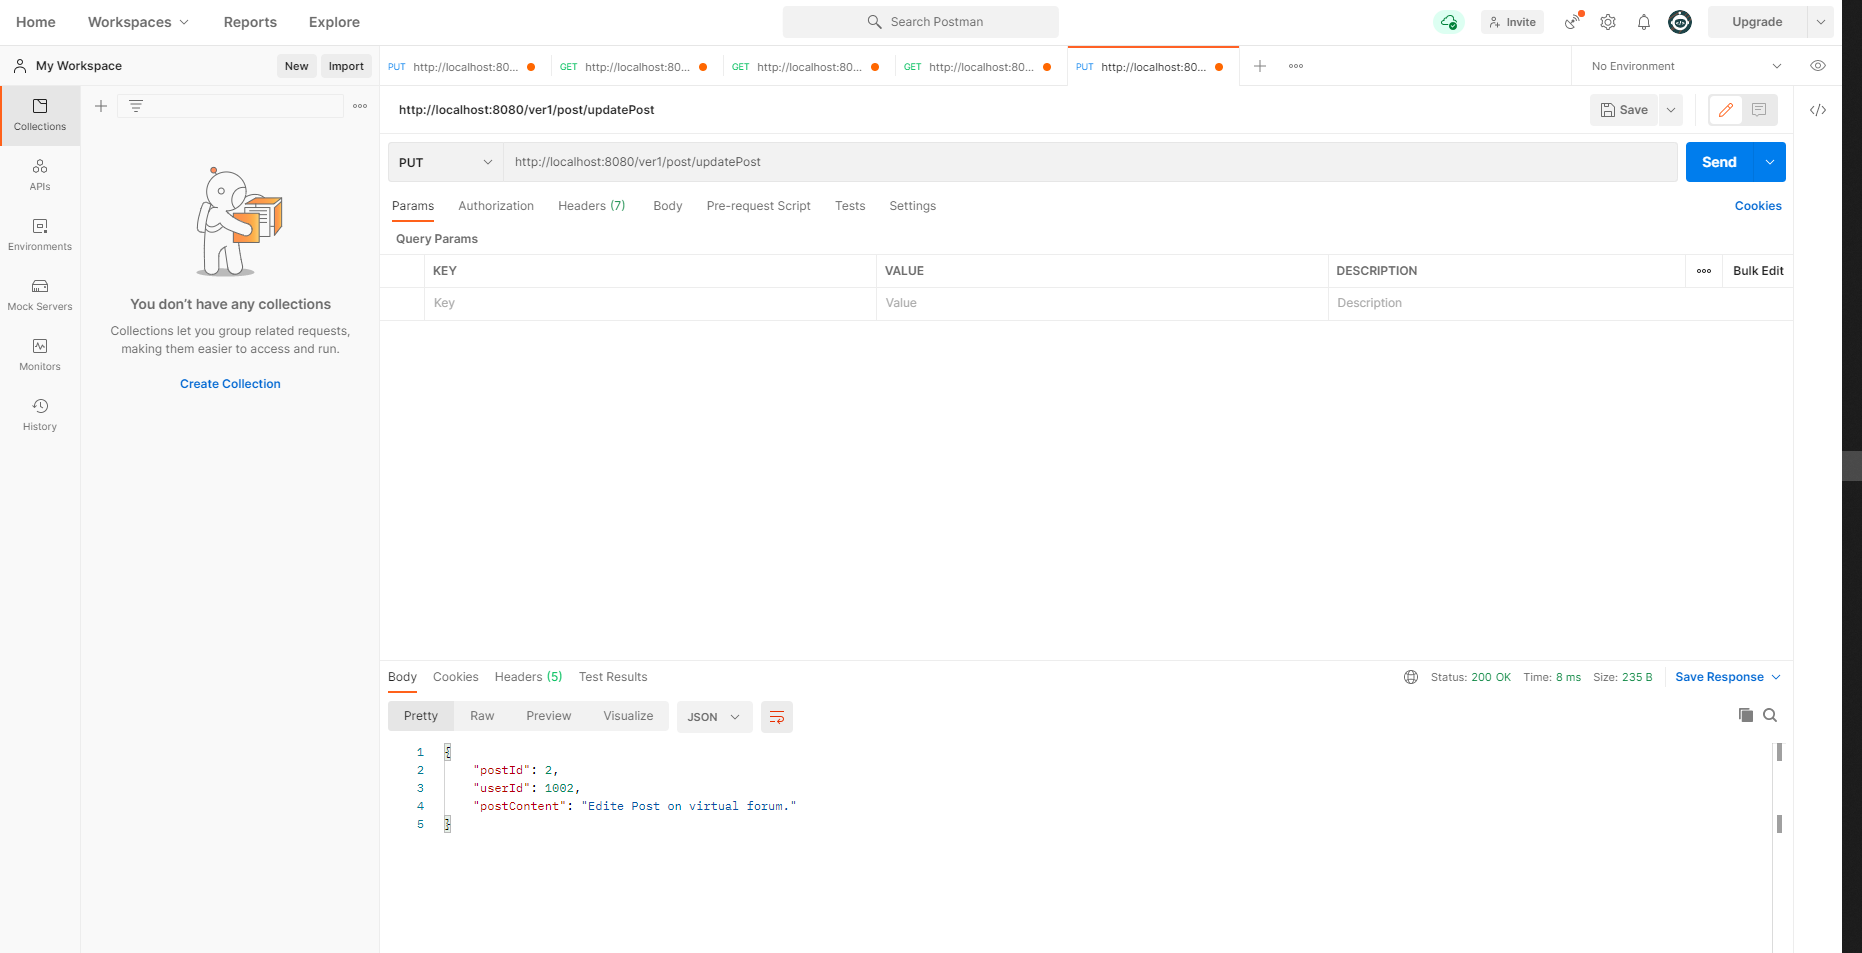 Home Workspaces Reports Explore Search Postman Invite Upgrade
My Workspace New Import
PUT http://localhost:80... GET http://localhost:80... GET http://localhost:80... GET http://localhost:80... PUT http://localhost:80... No Environment
Collections
APIs
Environments
Mock Servers
Monitors
History
You don’t have any collections
Collections let you group related requests,
making them easier to access and run.
Create Collection
http://localhost:8080/ver1/post/updatePost Save
PUT http://localhost:8080/ver1/post/updatePost Send
Params Authorization Headers (7) Body Pre-request Script Tests Settings Cookies
Query Params
KEY VALUE DESCRIPTION Bulk Edit
Key Value Description
Body Cookies Headers (5) Test Results Status: 200 OK Time: 8 ms Size: 235 B Save Response
Pretty Raw Preview Visualize JSON
1 {
2 "postId": 2,
3 "userId": 1002,
4 "postContent": "Edite Post on virtual forum."
5 }